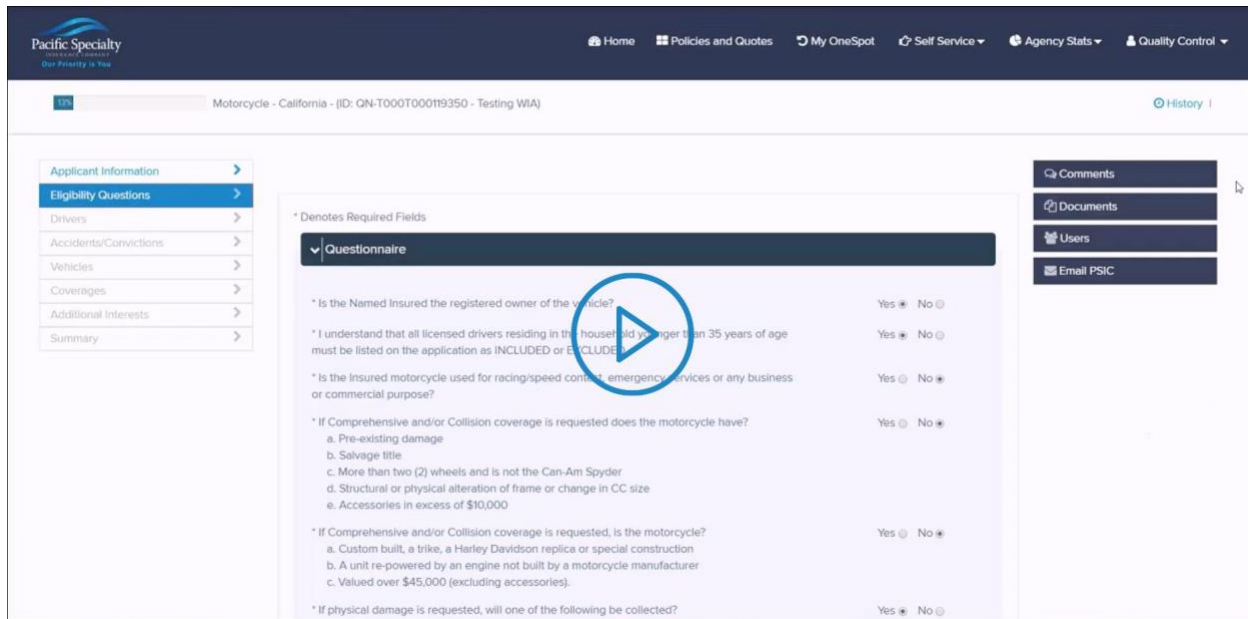 Pacific Specialty
INSURANCE COMPANY
Our Priority is You
Home Policies and Quotes My OneSpot Self Service Agency Stats Quality Control
13% Motorcycle - California - (ID: QN-T000T000119350 - Testing WIA) History |
Applicant Information
Eligibility Questions
Drivers
Accidents/Convictions
Vehicles
Coverages
Additional Interests
Summary
* Denotes Required Fields
Questionnaire
* Is the Named Insured the registered owner of the vehicle? Yes No
* I understand that all licensed drivers residing in the household younger than 35 years of age Yes No
must be listed on the application as INCLUDED or EXCLUDED
* Is the Insured motorcycle used for racing/speed contest, emergency services or any business Yes No
or commercial purpose?
* If Comprehensive and/or Collision coverage is requested does the motorcycle have? Yes No
a. Pre-existing damage
b. Salvage title
c. More than two (2) wheels and is not the Can-Am Spyder
d. Structural or physical alteration of frame or change in CC size
e. Accessories in excess of $10,000
* If Comprehensive and/or Collision coverage is requested, is the motorcycle? Yes No
a. Custom built, a trike, a Harley Davidson replica or special construction
b. A unit re-powered by an engine not built by a motorcycle manufacturer
c. Valued over $45,000 (excluding accessories).
* If physical damage is requested, will one of the following be collected? Yes No
Comments
Documents
Users
Email PSIC